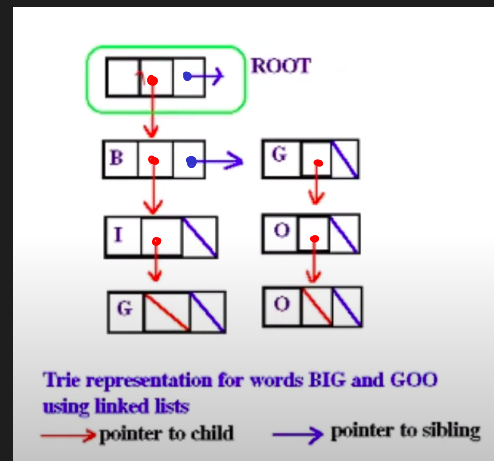 ROOT
B G
I O
G O
Trie representation for words BIG and GOO
using linked lists
pointer to child pointer to sibling